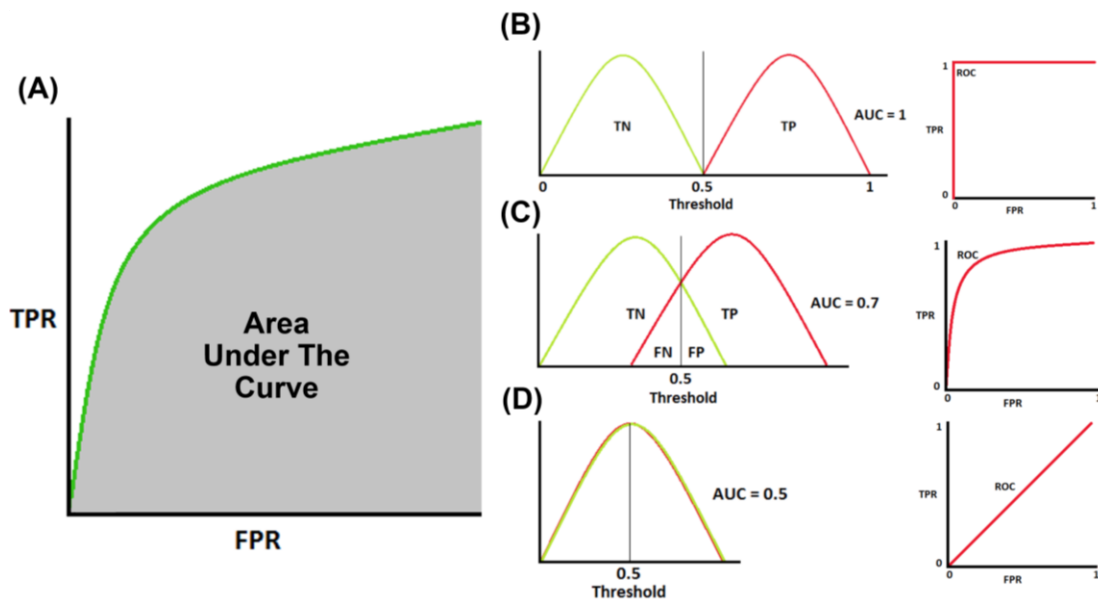 (A)
TPR
Area
Under The
Curve
FPR
(B)
TN
TP
AUC = 1
0
0.5
1
Threshold
1
ROC
TPR
0
0
FPR
1
(C)
TN
TP
FN
FP
AUC = 0.7
0.5
Threshold
1
ROC
TPR
0
0
FPR
1
(D)
AUC = 0.5
0.5
Threshold
1
TPR
ROC
0
0
FPR
1